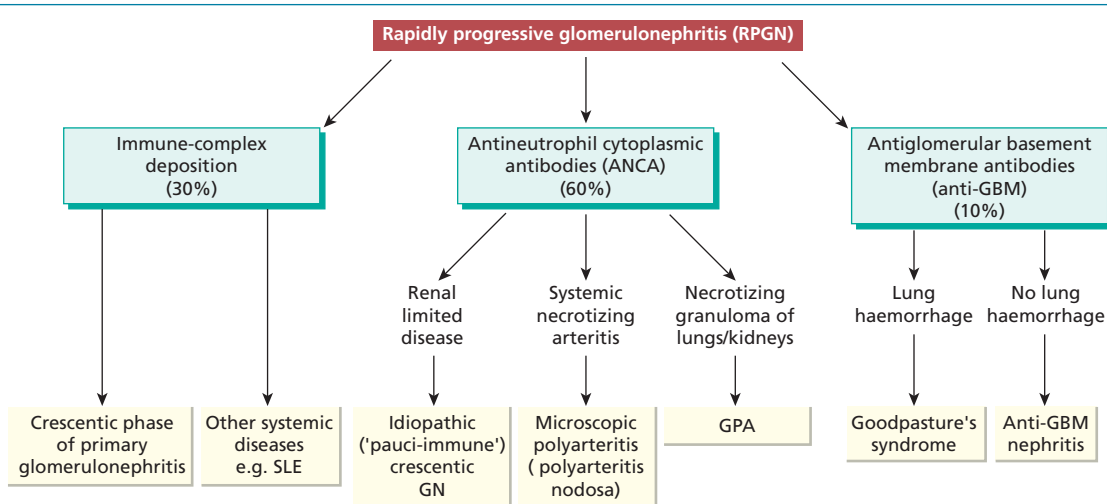 Rapidly progressive glomerulonephritis (RPGN)
Immune-complex
deposition
(30%)
Antineutrophil cytoplasmic
antibodies (ANCA)
(60%)
Antiglomerular basement
membrane antibodies
(anti-GBM)
(10%)
Renal
limited
disease
Systemic
necrotizing
arteritis
Necrotizing
granuloma of
lungs/kidneys
Lung
haemorrhage
No lung
haemorrhage
Crescentic phase
of primary
glomerulonephritis
Other systemic
diseases
e.g. SLE
Idiopathic
('pauci-immune')
crescentic
GN
Microscopic
polyarteritis
( polyarteritis
nodosa)
GPA
Goodpasture's
syndrome
Anti-GBM
nephritis